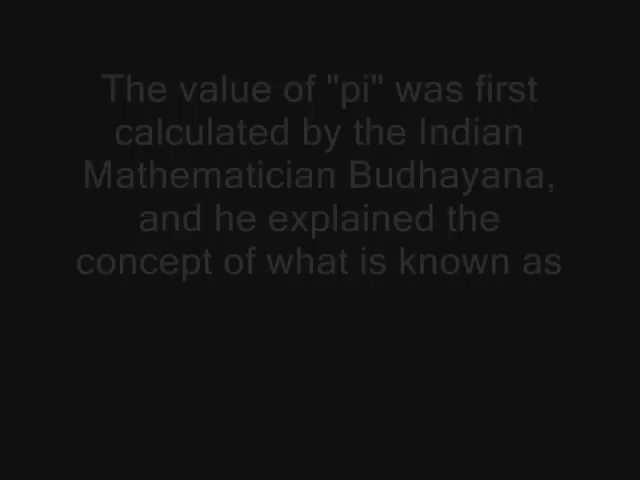 The value of "pi" was first
calculated by the Indian
Mathematician Budhayana,
and he explained the
concept of what is known as